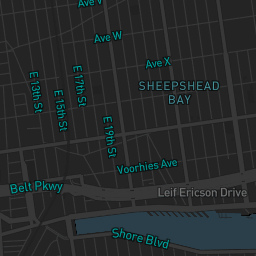 Ave V
Ave W
Ave X
SHEEPSHEAD
BAY
E 13th St
E 15th St
E 17th St
E 19th St
Voorhies Ave
Belt Pkwy
Leif Ericson Drive
Shore Blvd